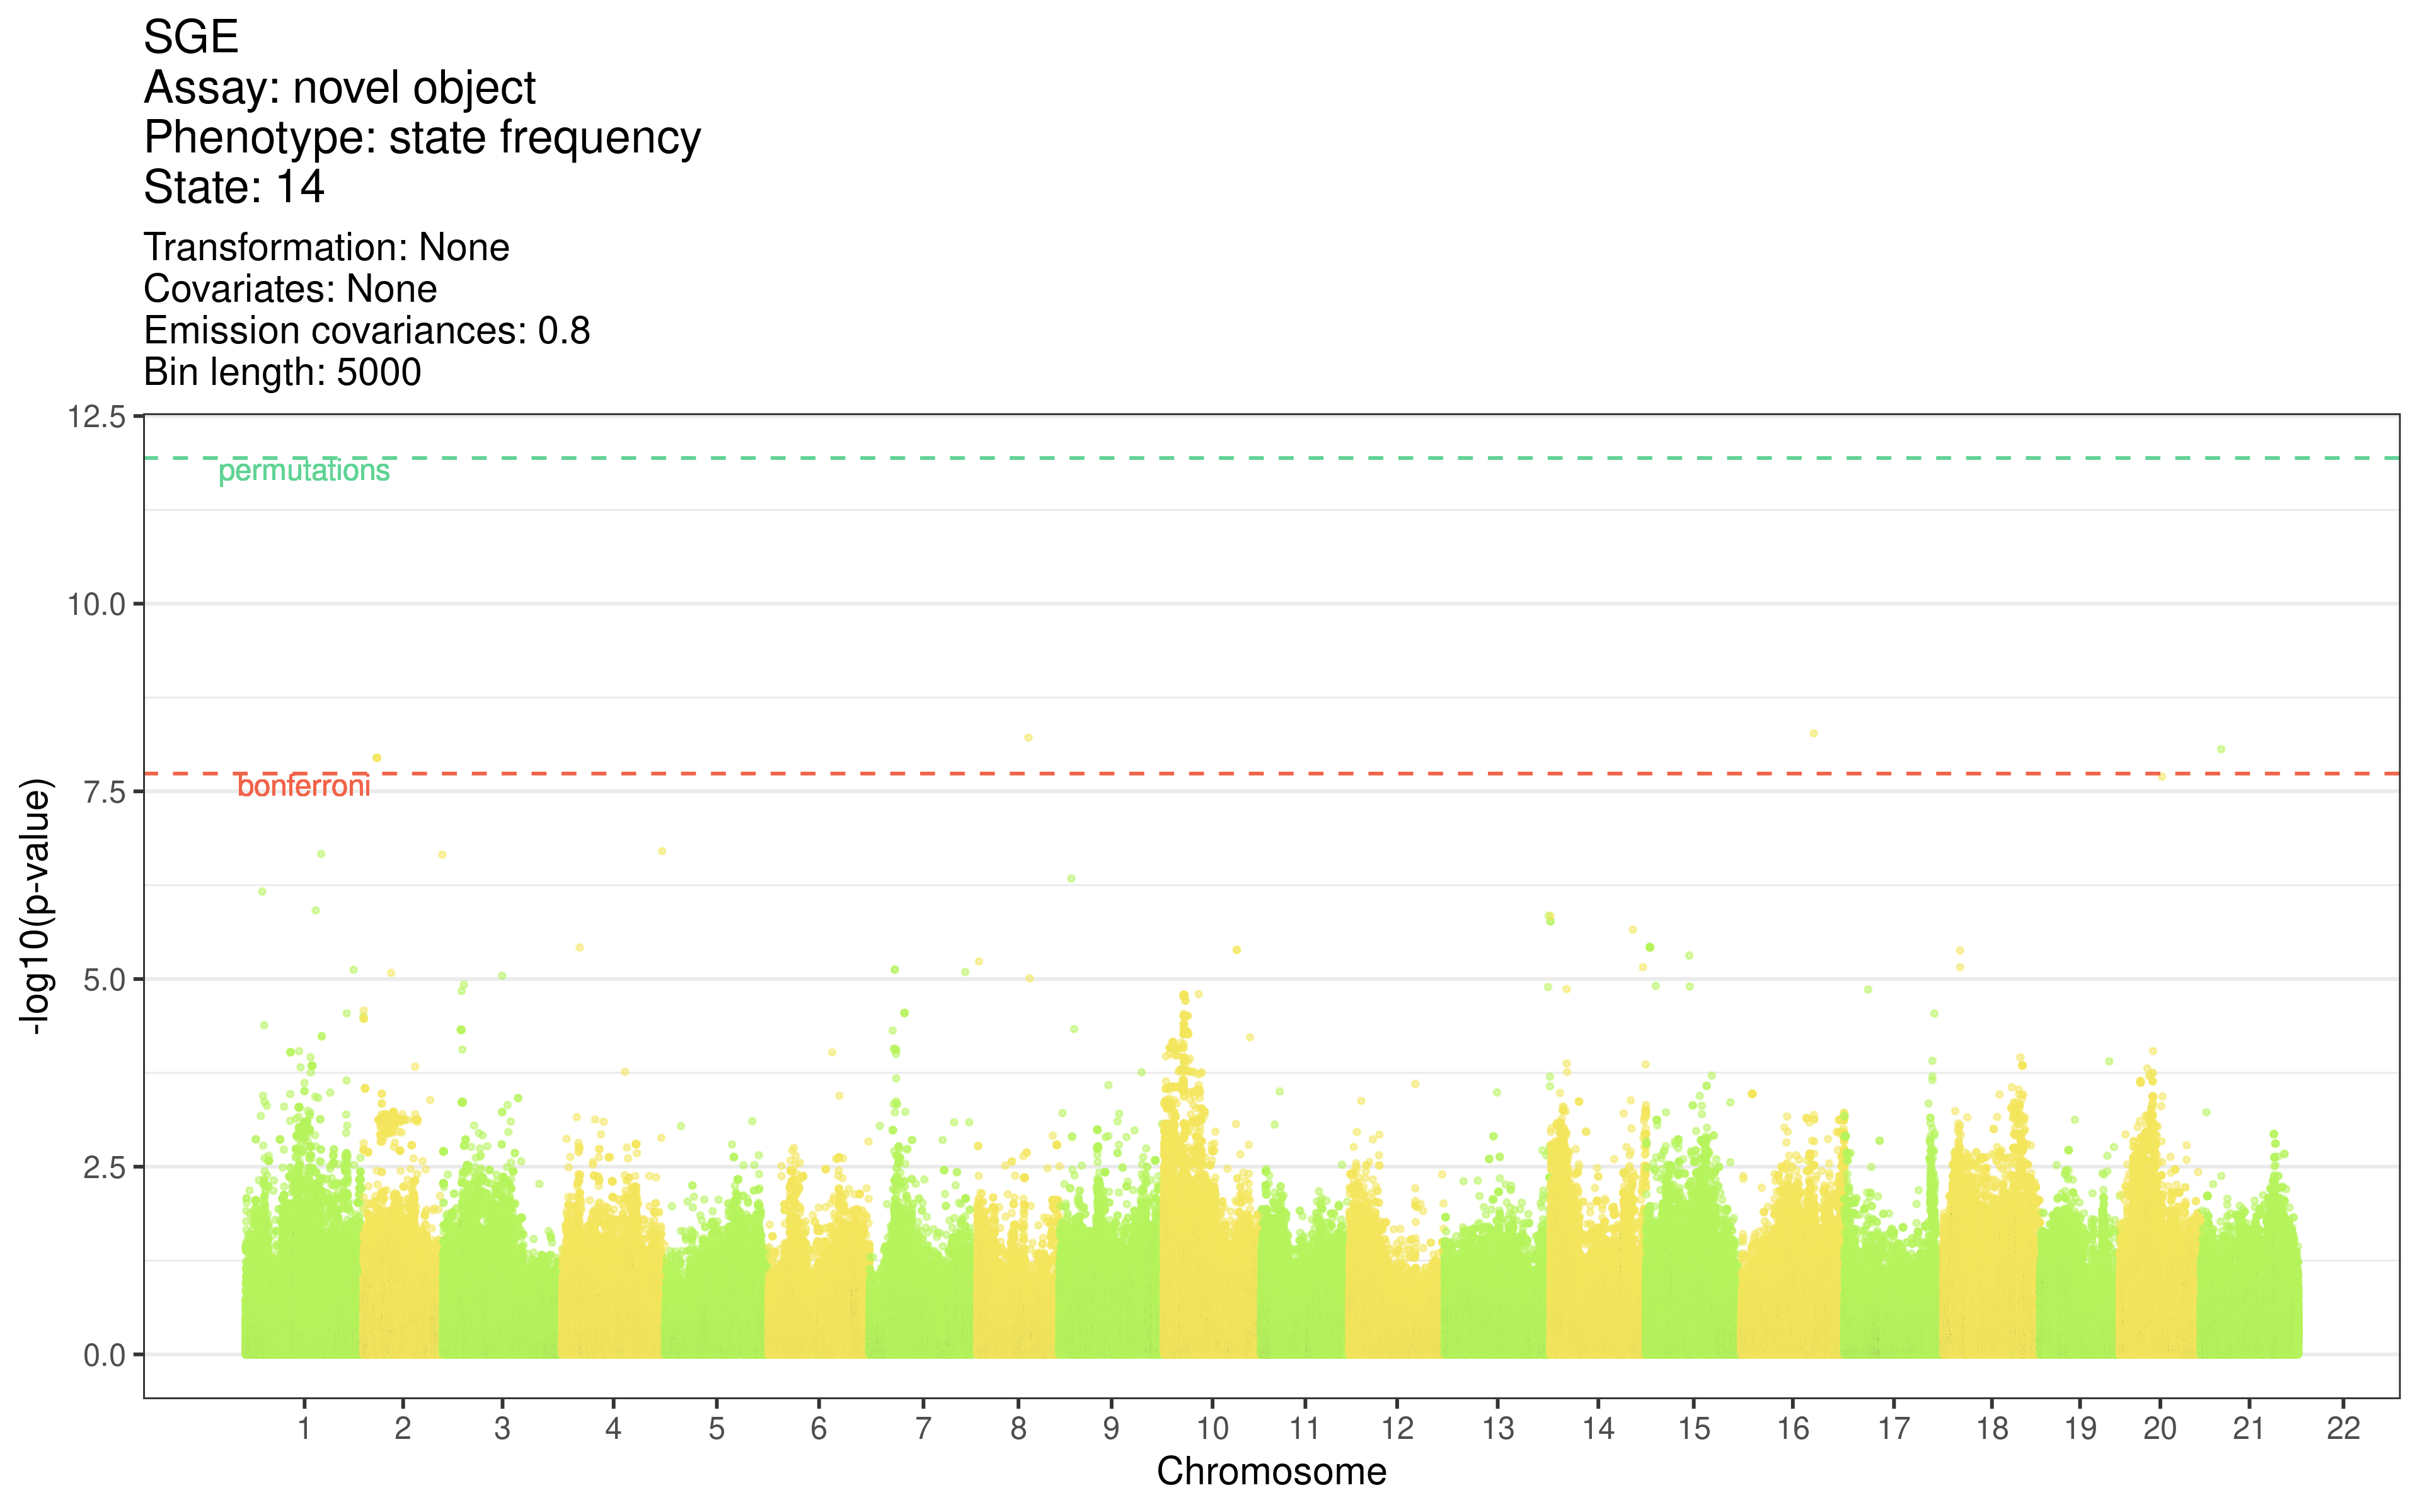 SGE
Assay: novel object
Phenotype: state frequency
State: 14
Transformation: None
Covariates: None
Emission covariances: 0.8
Bin length: 5000
12.5
permutations
10.0
bonferroni
7.5
5.0
2.5
0.0
-log10(p-value)
1 2 3 4 5 6 7 8 9 10 11 12 13 14 15 16 17 18 19 20 21 22
Chromosome